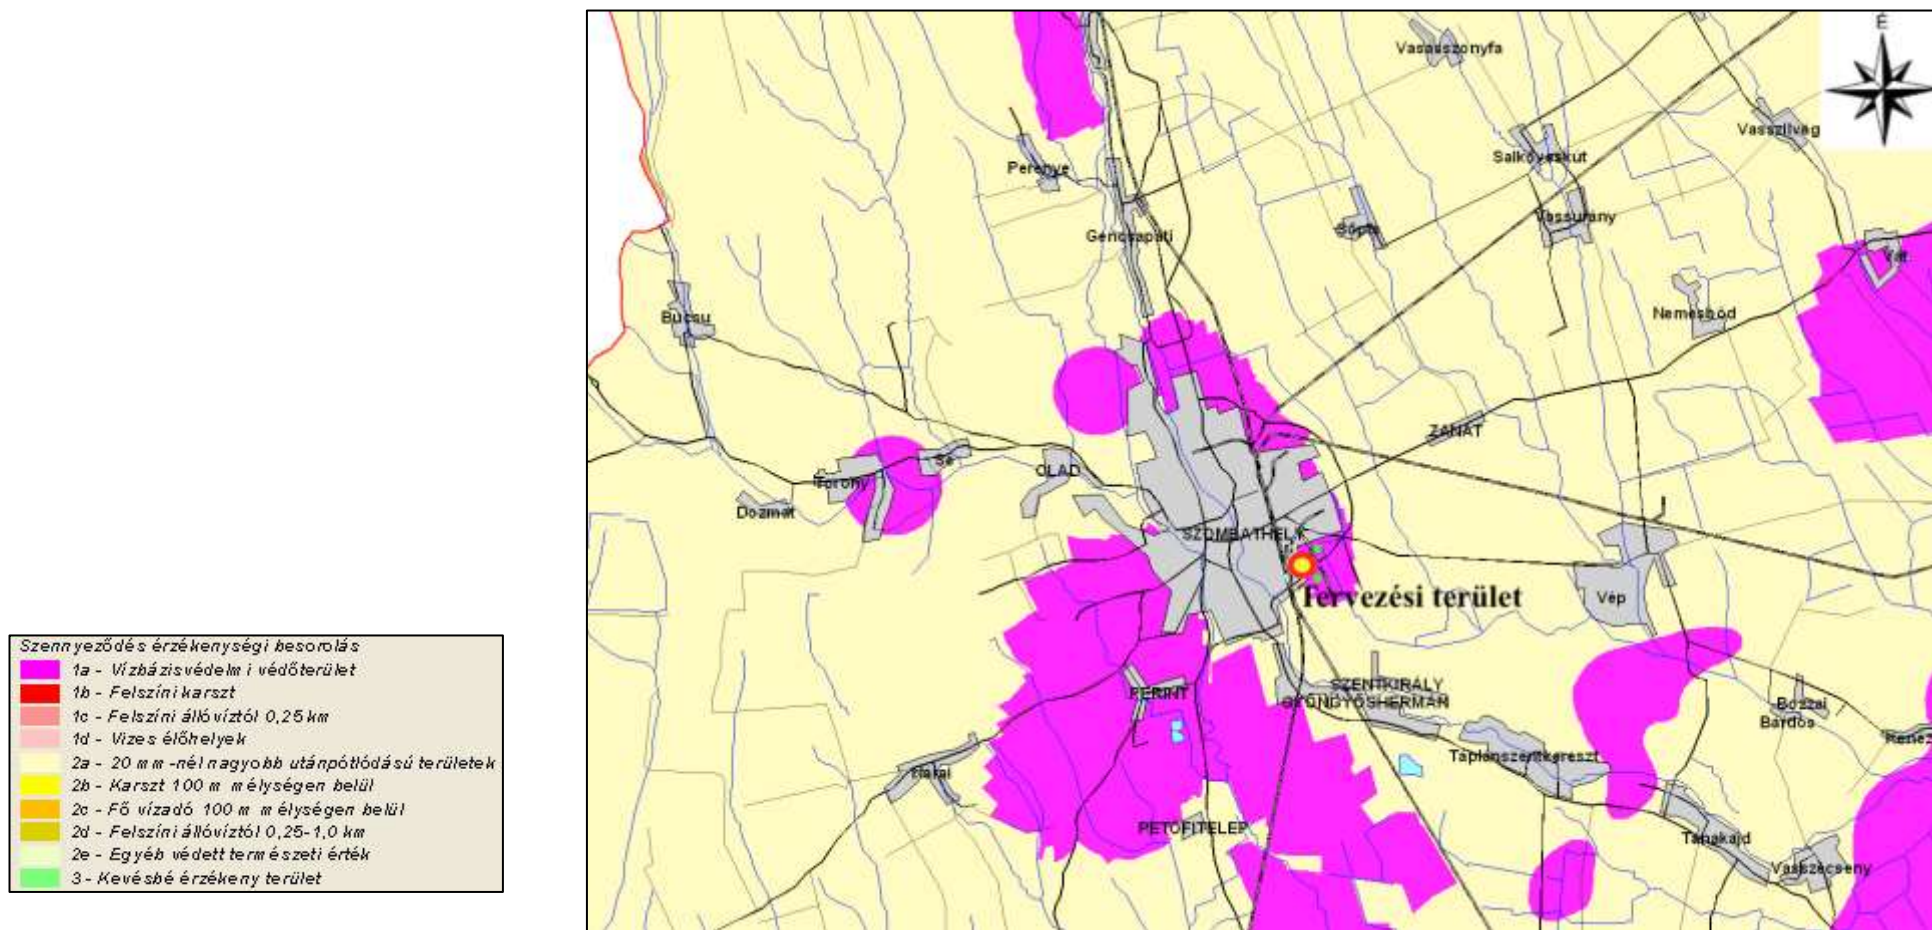 É
Vasasszonyfa
Vasszilvág
Salköveskút
Perenye
Vassurány
Söpte
Gencsapáti
Vát
Nemesbőd
Bucsu
ZANAT
Sé
OLAD
Torony
Dozmat
SZOMBATHELY
Tervezési terület
Vép
SZENTKIRÁLY
PERINT
GYÖNGYÖSHERMÁN
Bozzai
Bárdos
Táplánszentkereszt
PETŐFITELEP
Tanakajd
Vasszécseny
Szennyeződés érzékenységi besorolás
1a - Vízbázisvédelmi védőterület
1b - Felszíni karszt
1c - Felszíni állóvíztól 0,25 km
1d - Vizes élőhelyek
2a - 20 mm-nél nagyobb utánpótlódású területek
2b - Karszt 100 m mélységen belül
2c - Fő vízadó 100 m mélységen belül
2d - Felszíni állóvíztól 0,25-1,0 km
2e - Egyéb védett természeti érték
3 - Kevésbé érzékeny terület